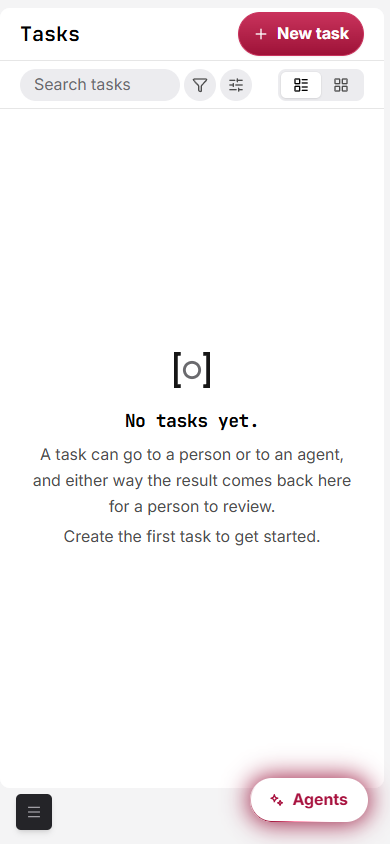 Tasks
+ New task
Search tasks
[o]
No tasks yet.
A task can go to a person or to an agent,
and either way the result comes back here
for a person to review.
Create the first task to get started.
Agents